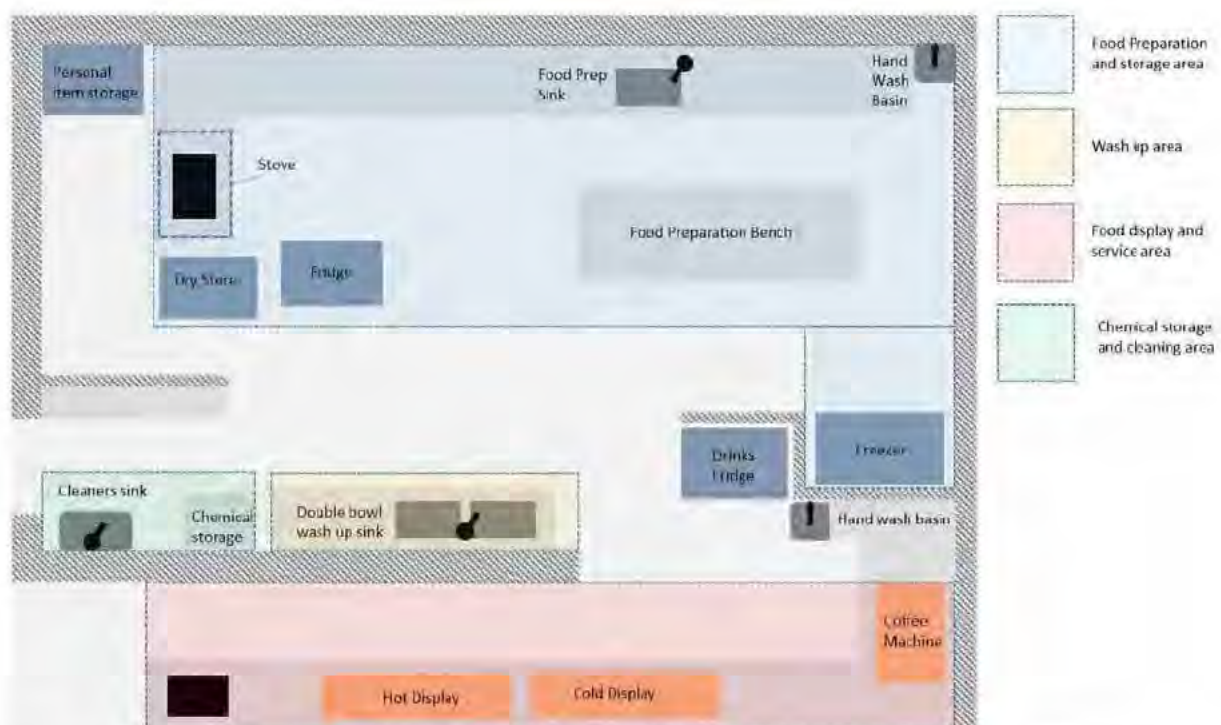 Personal
item storage
Food Prep
Sink
Hand
Wash
Basin
Stove
Dry Store
Fridge
Food Preparation Bench
Drinks
Fridge
Freezer
Hand wash basin
Cleaners sink
Chemical
storage
Double bowl
wash up sink
Coffee
Machine
Hot Display
Cold Display
Food Preparation
and storage area
Wash up area
Food display and
service area
Chemical storage
and cleaning area